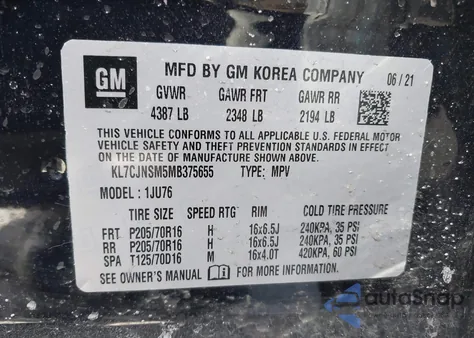 GM MFD BY GM KOREA COMPANY 06/21
GVWR GAWR FRT GAWR RR
4387 LB 2348 LB 2194 LB
THIS VEHICLE CONFORMS TO ALL APPLICABLE U.S. FEDERAL MOTOR
VEHICLE SAFETY AND THEFT PREVENTION STANDARDS IN EFFECT ON THE
DATE OF MANUFACTURE SHOWN ABOVE.
KL7CJNSM5MB375655 TYPE: MPV
MODEL: 1JU76
TIRE SIZE SPEED RTG RIM COLD TIRE PRESSURE
FRT P205/70R16 H 16x6.5J 240KPA, 35 PSI
RR P205/70R16 H 16x6.5J 240KPA, 35 PSI
SPA T125/70D16 M 16x4.0T 420KPA, 60 PSI
SEE OWNER'S MANUAL FOR MORE INFORMATION.
autoSnap